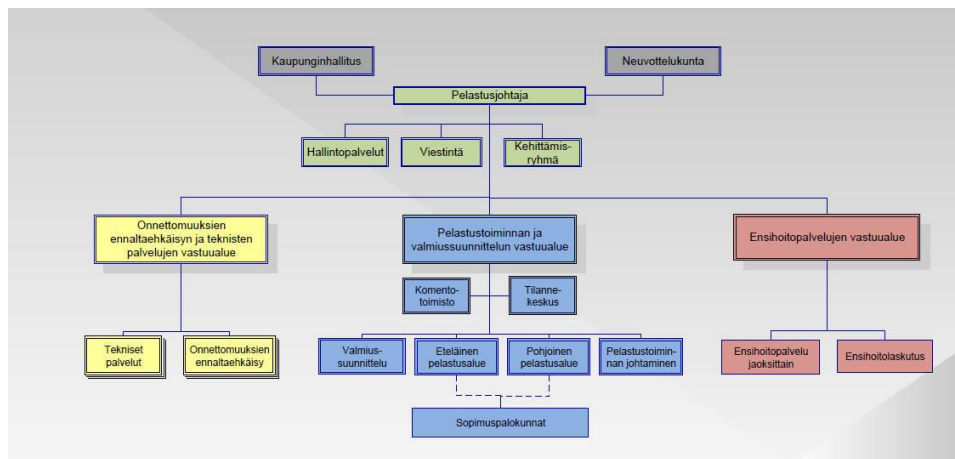 Kaupunginhallitus
Neuvottelukunta
Pelastusjohtaja
Hallintopalvelut
Viestintä
Kehittämis-
ryhmä
Onnettomuuksien
ennaltaehkäisyn ja teknisten
palvelujen vastuualue
Pelastustoiminnan ja
valmiussuunnittelun vastuualue
Ensihoitopalvelujen vastuualue
Komento-
toimisto
Tilanne-
keskus
Tekniset
palvelut
Onnettomuuksien
ennaltaehkäisy
Valmius-
suunnittelu
Eteläinen
pelastusalue
Pohjoinen
pelastusalue
Pelastustoimin-
nan johtaminen
Ensihoitopalvelu
jaoksittain
Ensihoitolaskutus
Sopimuspalokunnat